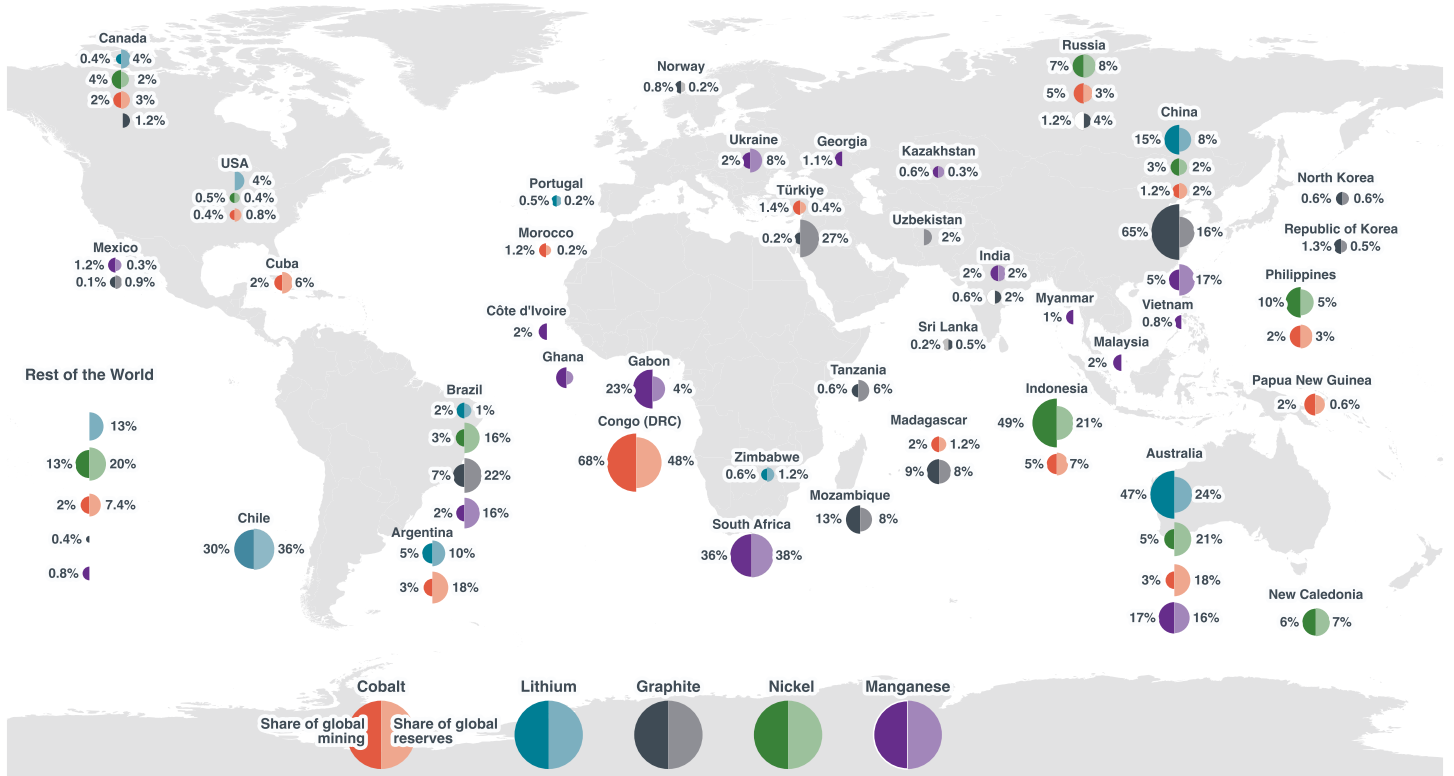 Canada
0.4% 4%
4% 2%
2% 3%
1.2%
USA
4%
0.5% 0.4%
0.4% 0.8%
Mexico
1.2% 0.3%
0.1% 0.9%
Cuba
2% 6%
Norway
0.8% 0.2%
Ukraine
2% 8%
Georgia
1.1%
Kazakhstan
0.6% 0.3%
Portugal
0.5% 0.2%
Türkiye
1.4% 0.4%
0.2% 27%
Uzbekistan
2%
Morocco
1.2% 0.2%
Russia
7% 8%
5% 3%
1.2% 4%
China
15% 8%
3% 2%
1.2% 2%
65% 16%
5% 17%
North Korea
0.6% 0.6%
Republic of Korea
1.3% 0.5%
India
2% 2%
0.6% 2%
Myanmar
1%
Vietnam
0.8%
Philippines
10% 5%
2% 3%
Sri Lanka
0.2% 0.5%
Malaysia
2%
Côte d'Ivoire
2%
Ghana
Gabon
23% 4%
Congo (DRC)
68% 48%
Tanzania
0.6% 6%
Indonesia
49% 21%
5% 7%
Papua New Guinea
2% 0.6%
Madagascar
2% 1.2%
9% 8%
Zimbabwe
0.6% 1.2%
Mozambique
13% 8%
South Africa
36% 38%
Rest of the World
13%
13% 20%
2% 7.4%
0.4%
0.8%
Brazil
2% 1%
3% 16%
7% 22%
2% 16%
Chile
30% 36%
Argentina
5% 10%
3% 18%
Australia
47% 24%
5% 21%
3% 18%
17% 16%
New Caledonia
6% 7%
Cobalt Lithium Graphite Nickel Manganese
Share of global Share of global
mining reserves